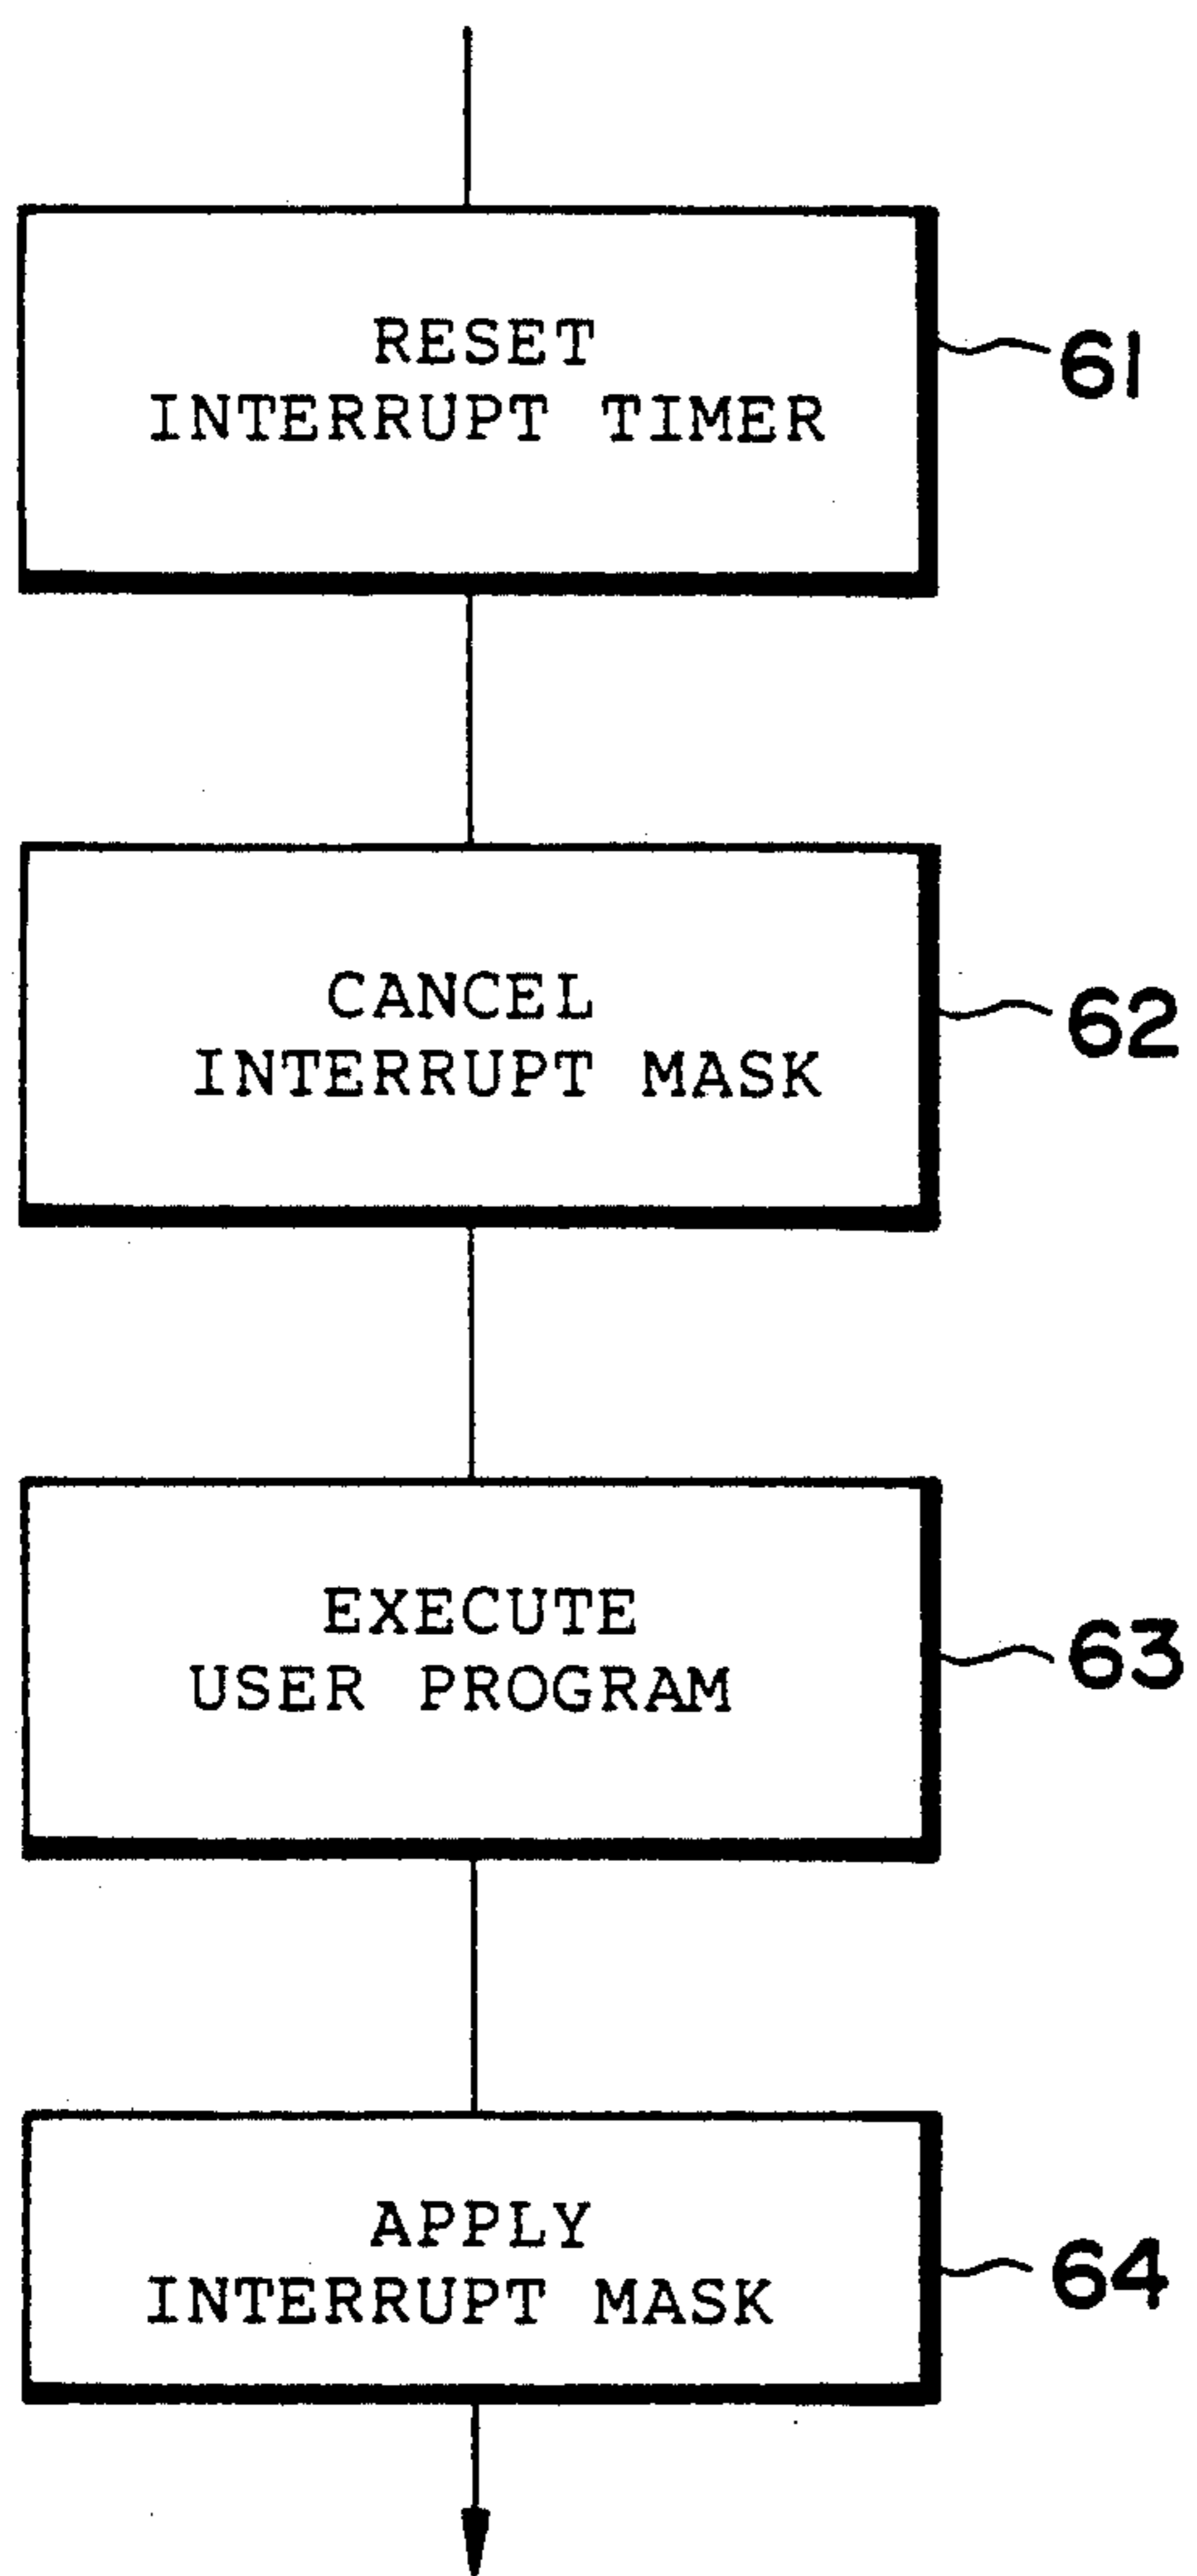 RESET
INTERRUPT TIMER
61
CANCEL
INTERRUPT MASK
62
EXECUTE
USER PROGRAM
63
APPLY
INTERRUPT MASK
64